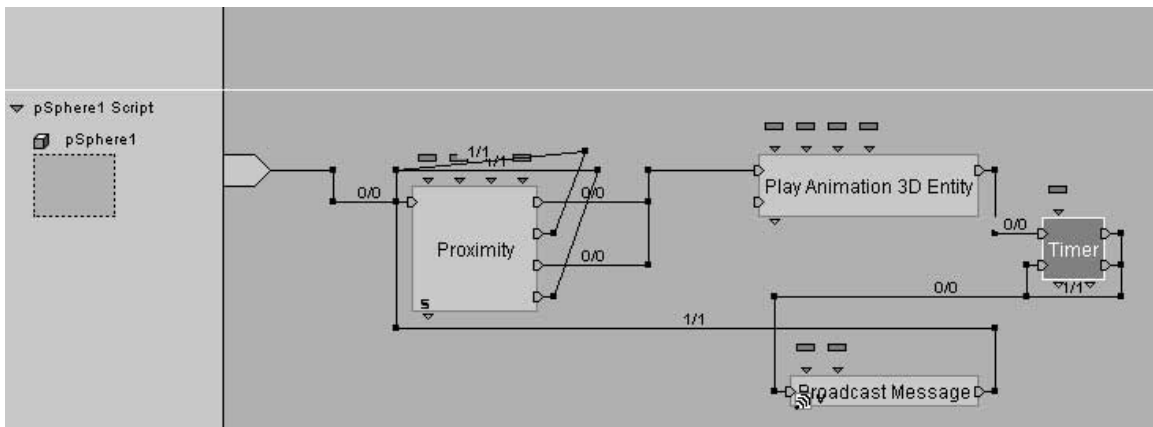 pSphere1 Script
pSphere1
1/1
1/1
0/0
0/0
0/0
Proximity
Play Animation 3D Entity
0/0
Timer
1/1
0/0
1/1
Broadcast Message
s